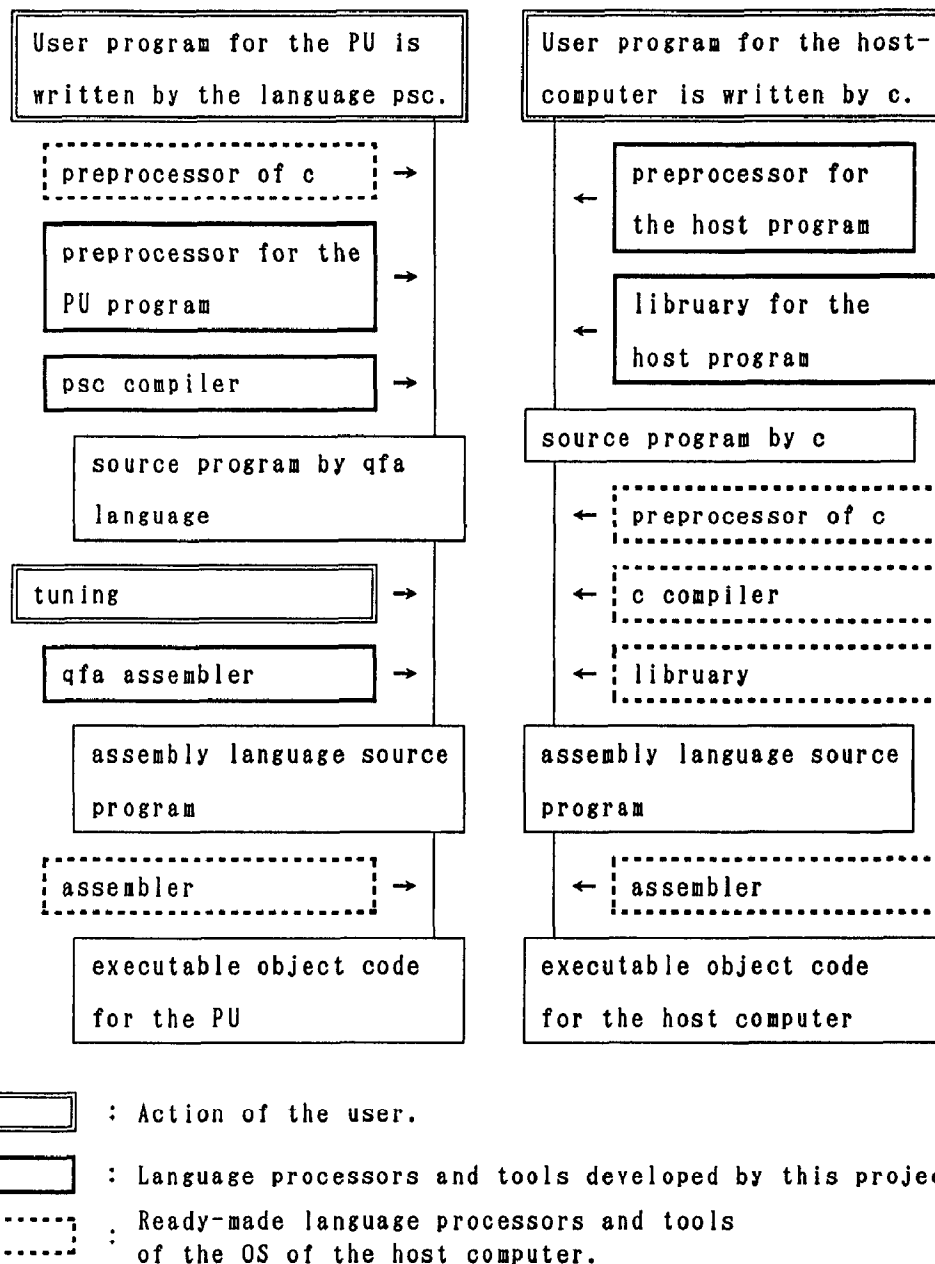 User program for the PU is
written by the language psc.
preprocessor of c →
preprocessor for the
PU program
→
psc compiler →
source program by qfa
language
tuning →
qfa assembler →
assembly language source
program
assembler →
executable object code
for the PU
User program for the host-
computer is written by c.
← preprocessor for
the host program
← libruary for the
host program
source program by c
← preprocessor of c
← c compiler
← libruary
assembly language source
program
← assembler
executable object code
for the host computer
: Action of the user.
: Language processors and tools developed by this projec
: Ready-made language processors and tools
of the OS of the host computer.